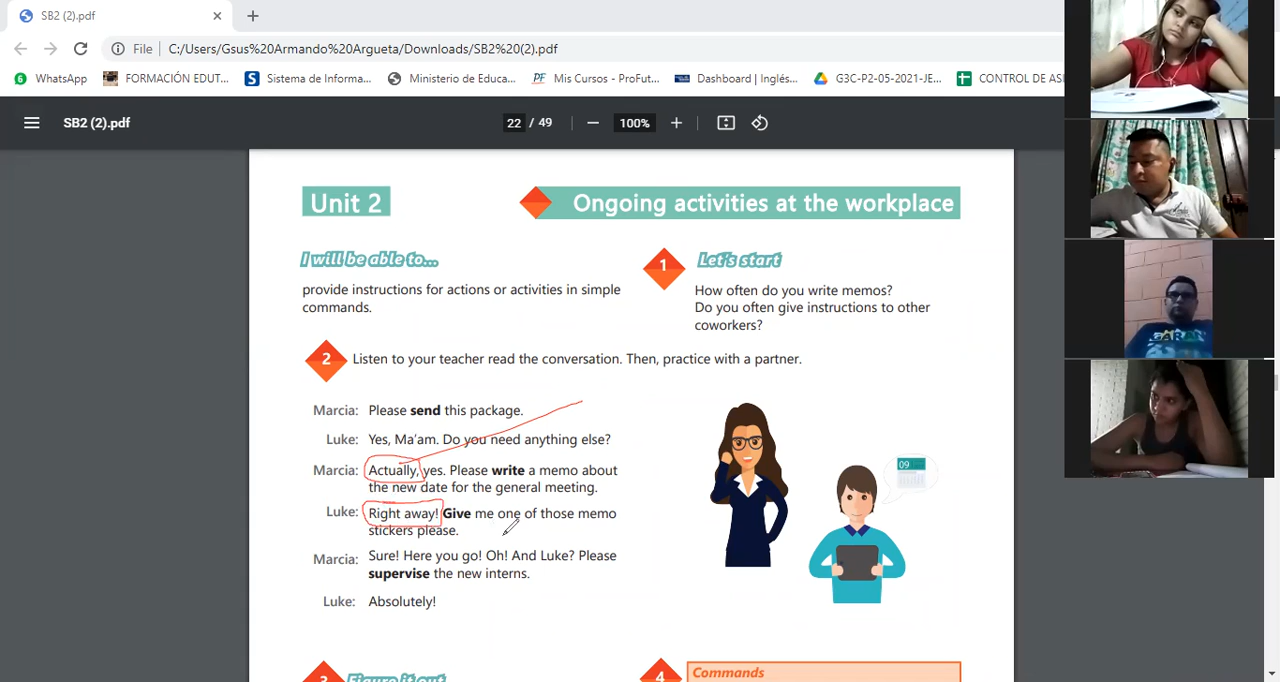 SB2 (2).pdf
File C:/Users/Gsus%20Armando%20Argueta/Downloads/SB2%20(2).pdf
WhatsApp FORMACIÓN EDUT... Sistema de Informa... Ministerio de Educa... Mis Cursos - ProFut... Dashboard | Inglés,... G3C-P2-05-2021-JE... CONTROL DE ASI
SB2 (2).pdf 22 / 49 100%
Unit 2 Ongoing activities at the workplace
I will be able to...
provide instructions for actions or activities in simple
commands.
1 Let's start
How often do you write memos?
Do you often give instructions to other
coworkers?
2 Listen to your teacher read the conversation. Then, practice with a partner.
Marcia: Please send this package.
Luke: Yes, Ma'am. Do you need anything else?
Marcia: Actually, yes. Please write a memo about
the new date for the general meeting.
Luke: Right away! Give me one of those memo
stickers please.
Marcia: Sure! Here you go! Oh! And Luke? Please
supervise the new interns.
Luke: Absolutely!
09
3 Figure it out
4 Commands